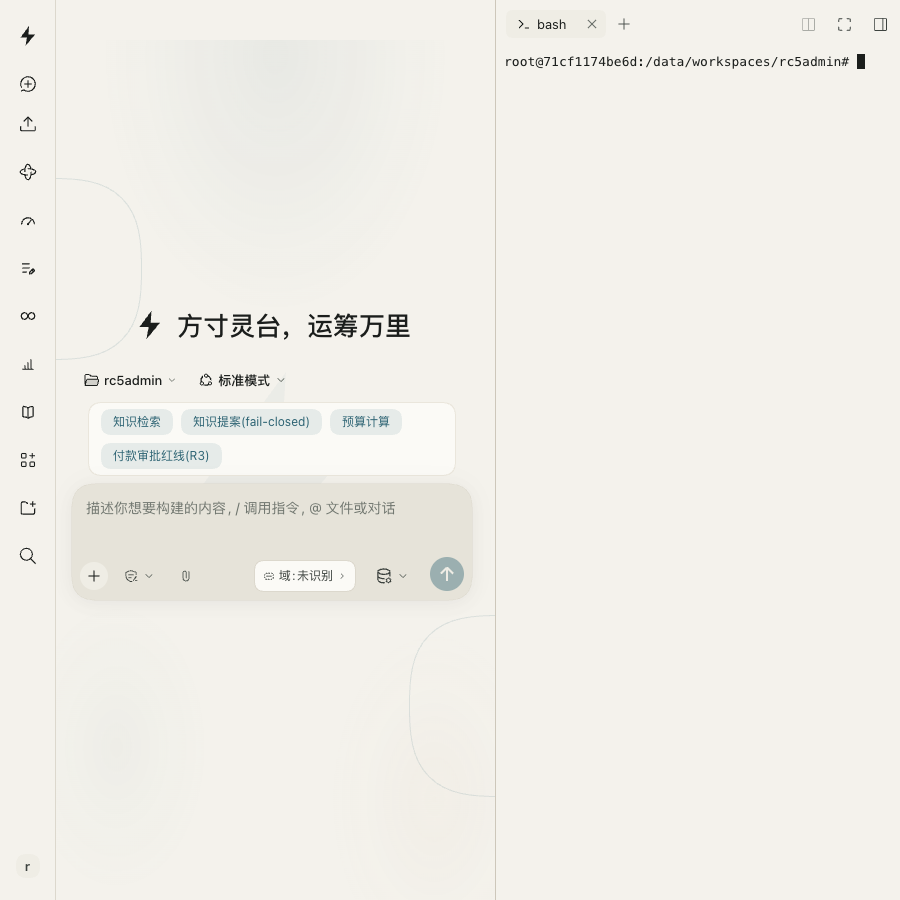 bash
root@71cf1174be6d:/data/workspaces/rc5admin#
方寸灵台，运筹万里
rc5admin 标准模式
知识检索 知识提案(fail-closed) 预算计算
付款审批红线(R3)
描述你想要构建的内容, / 调用指令, @ 文件或对话
域:未识别
r